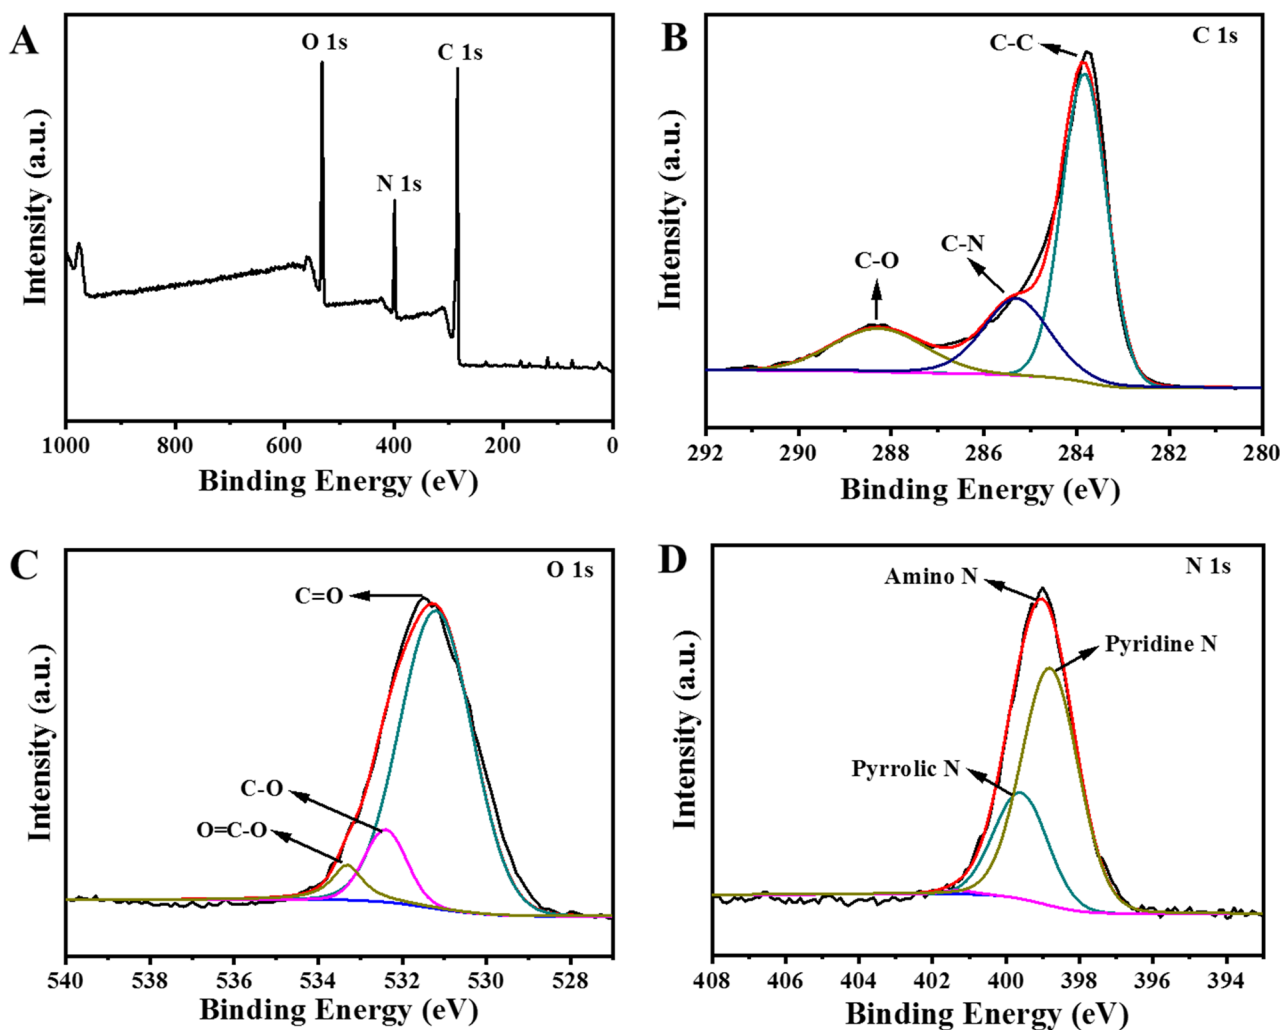 A
O 1s
C 1s
N 1s
Intensity (a.u.)
1000 800 600 400 200 0
Binding Energy (eV)
B
C 1s
C-C
C-N
C-O
Intensity (a.u.)
292 290 288 286 284 282 280
Binding Energy (eV)
C
O 1s
C=O
C-O
O=C-O
Intensity (a.u.)
540 538 536 534 532 530 528
Binding Energy (eV)
D
N 1s
Amino N
Pyridine N
Pyrrolic N
Intensity (a.u.)
408 406 404 402 400 398 396 394
Binding Energy (eV)